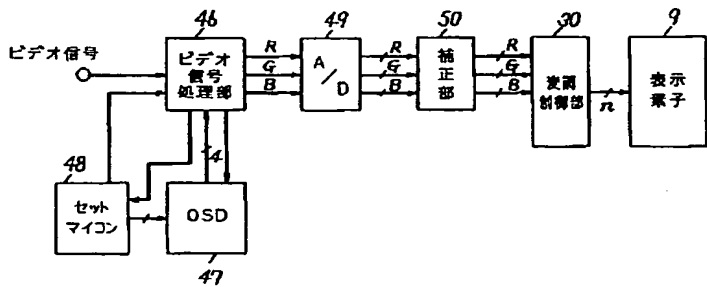 46
49
50
30
9
ビデオ信号
ビデオ
信号
処理部
R
G
B
A/D
R
G
B
補
正
部
R
G
B
変調
制御部
n
表示
素子
4
48
セット
マイコン
OSD
47